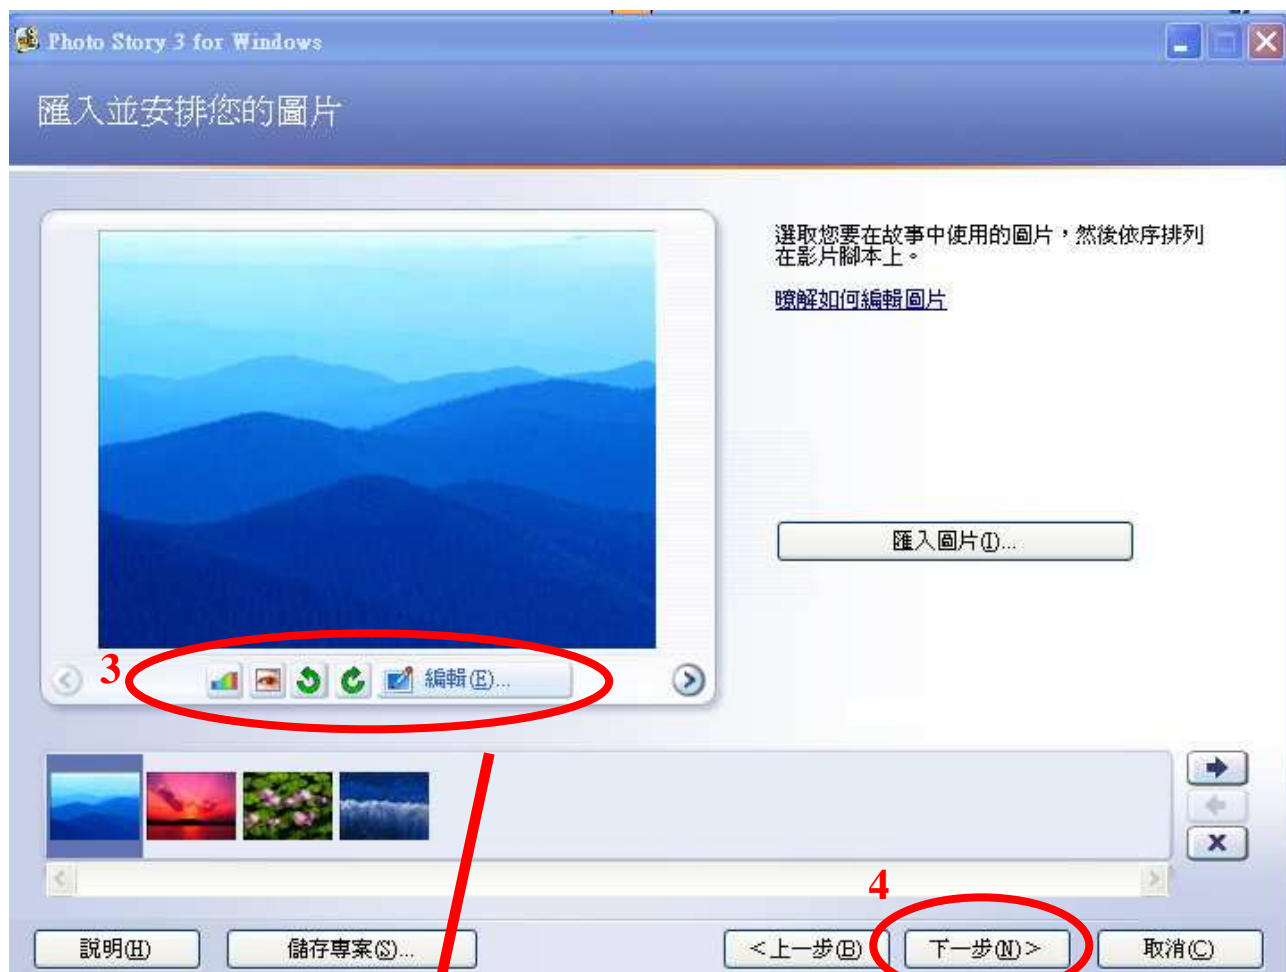 Photo Story 3 for Windows
匯入並安排您的圖片
選取您要在故事中使用的圖片，然後依序排列
在影片腳本上。
瞭解如何編輯圖片
匯入圖片(I)...
3
編輯(E)...
4
說明(H)
儲存專案(S)...
<上一步(B)
下一步(N)>
取消(C)